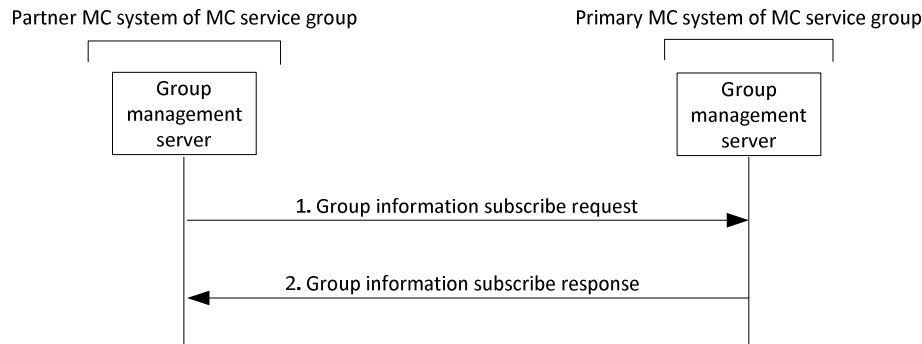 Partner MC system of MC service group
Primary MC system of MC service group
Group
management
server
Group
management
server
1. Group information subscribe request
2. Group information subscribe response